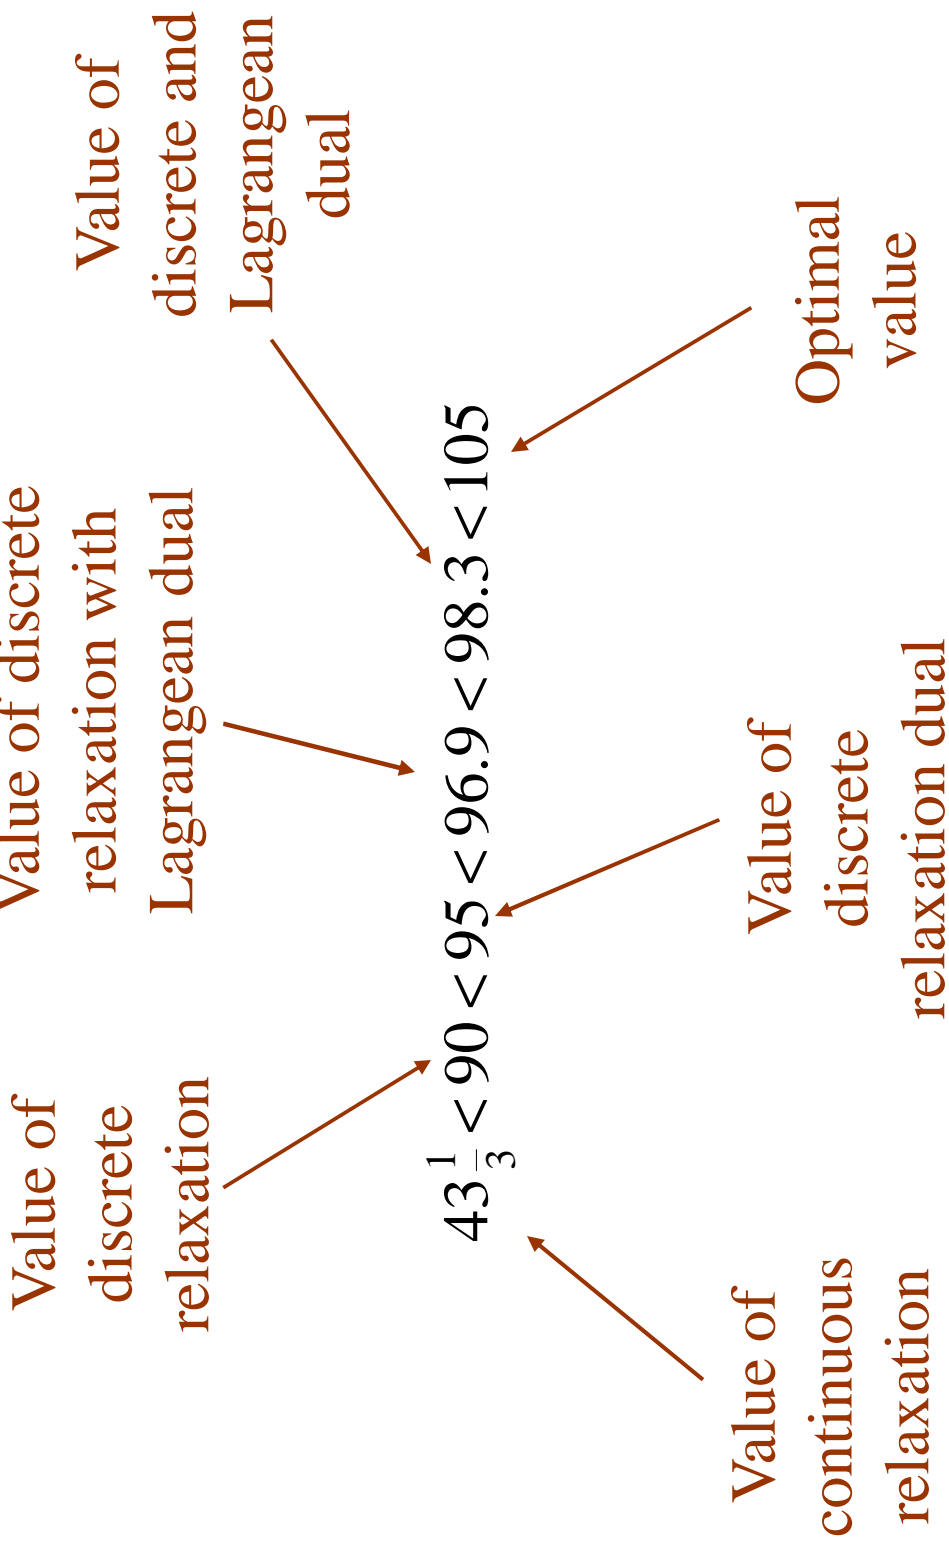 Value of
discrete
relaxation
Value of discrete
relaxation with
Lagrangean dual
Value of
discrete and
Lagrangean
dual
43 1/3 < 90 < 95 < 96.9 < 98.3 < 105
Value of
continuous
relaxation
Value of
discrete
relaxation dual
Optimal
value